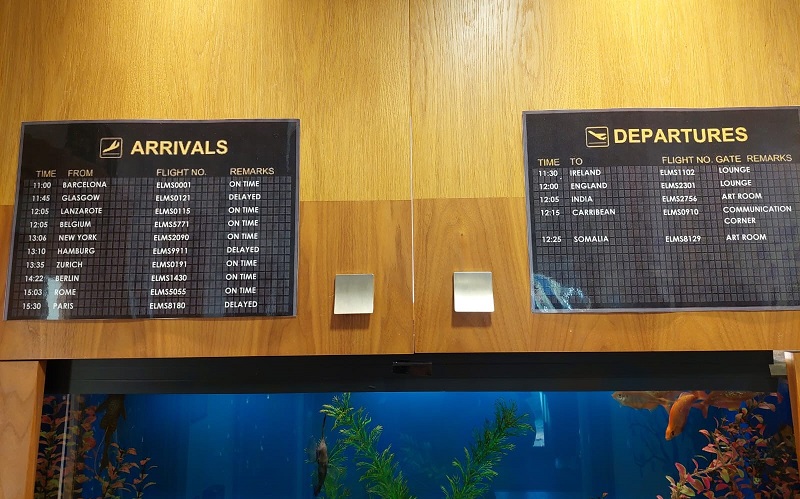 ARRIVALS
TIME FROM FLIGHT NO. REMARKS
11:00 BARCELONA ELMS0001 ON TIME
11:45 GLASGOW ELMS0121 DELAYED
12:05 LANZAROTE ELMS0115 ON TIME
12:05 BELGIUM ELMS5771 ON TIME
13:06 NEW YORK ELMS2090 ON TIME
13:10 HAMBURG ELMS9911 DELAYED
13:35 ZURICH ELMS0191 ON TIME
14:22 BERLIN ELMS1430 ON TIME
15:03 ROME ELMS5055 ON TIME
15:30 PARIS ELMS8180 DELAYED
DEPARTURES
TIME TO FLIGHT NO. GATE REMARKS
11:30 IRELAND ELMS1102 LOUNGE
12:00 ENGLAND ELMS2301 LOUNGE
12:05 INDIA ELMS2756 ART ROOM
12:15 CARRIBEAN ELMS0910 COMMUNICATION
CORNER
12:25 SOMALIA ELMS8129 ART ROOM